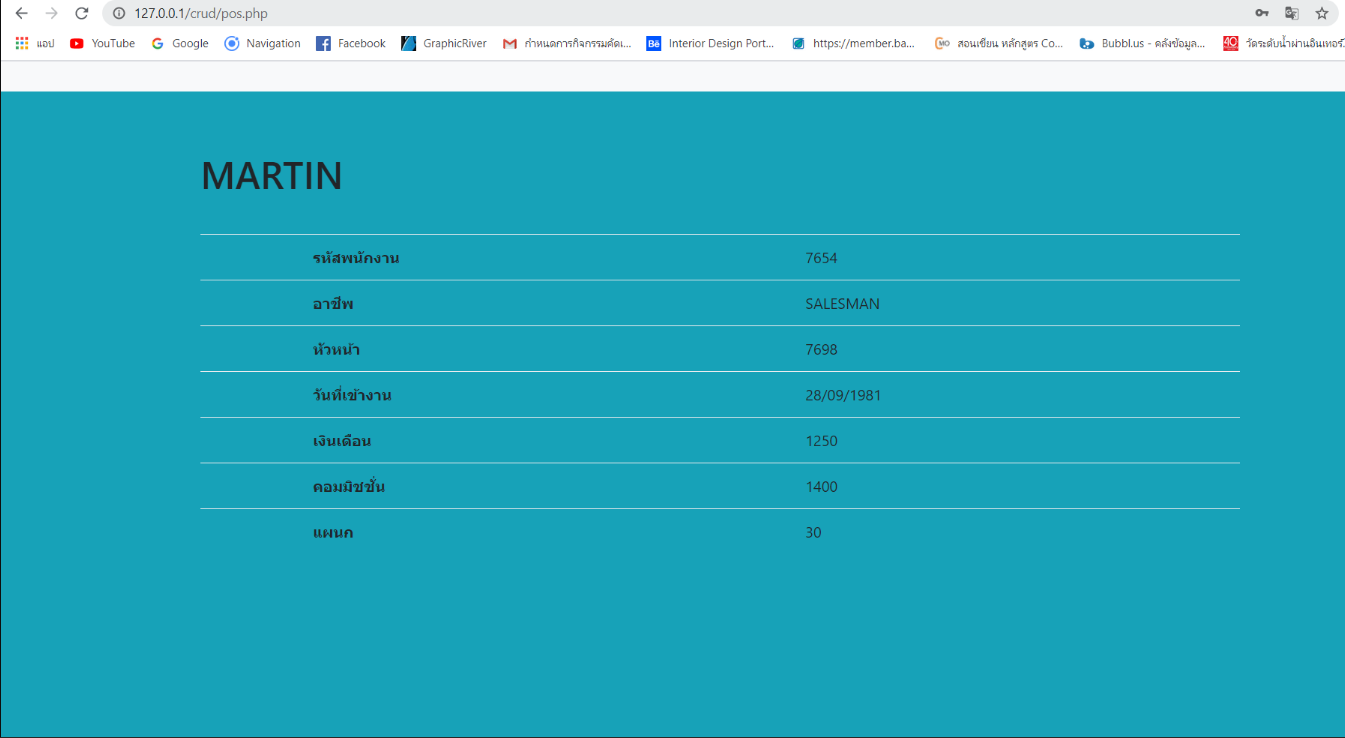 127.0.0.1/crud/pos.php
แอป YouTube Google Navigation Facebook GraphicRiver กำหนดการกิจกรรมคัดเ... Bē Interior Design Port... https://member.ba... MO สอนเขียน หลักสูตร Co... Bubbl.us - คลังข้อมูล... 40 วัดระดับน้ำผ่านอินเทอร์
MARTIN
รหัสพนักงาน 7654
อาชีพ SALESMAN
หัวหน้า 7698
วันที่เข้างาน 28/09/1981
เงินเดือน 1250
คอมมิชชั่น 1400
แผนก 30